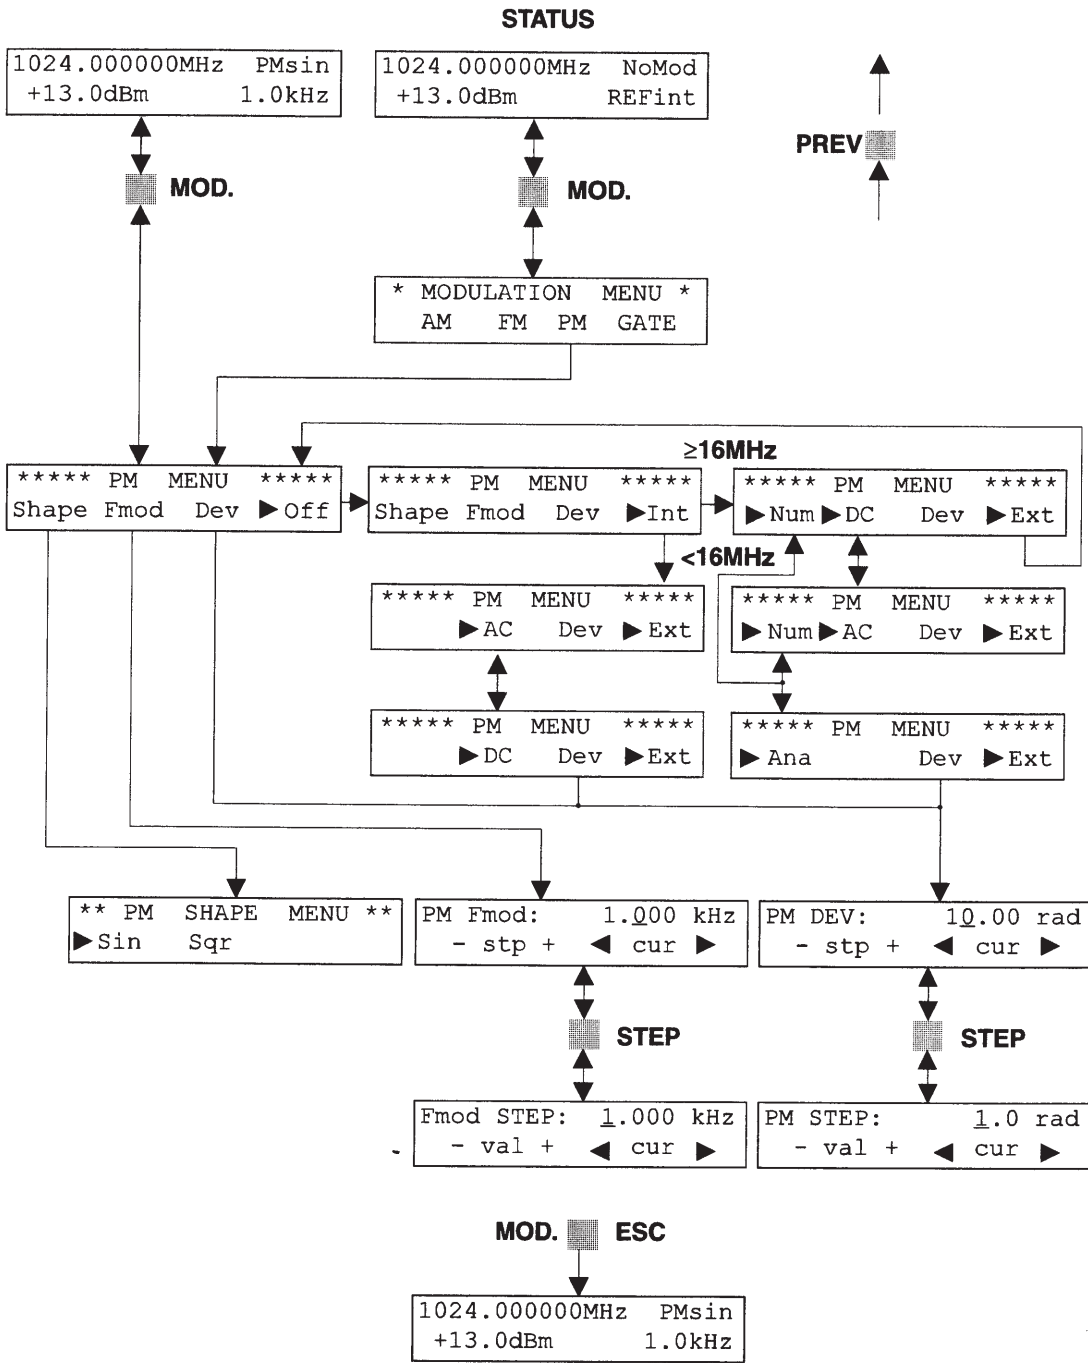 STATUS
1024.000000MHz PMsin
+13.0dBm 1.0kHz
1024.000000MHz NoMod
+13.0dBm REFint
PREV
MOD.
MOD.
* MODULATION MENU *
AM FM PM GATE
≥16MHz
***** PM MENU *****
Shape Fmod Dev ▶Off
***** PM MENU *****
Shape Fmod Dev ▶Int
***** PM MENU *****
▶Num ▶DC Dev ▶Ext
<16MHz
***** PM MENU *****
▶AC Dev ▶Ext
***** PM MENU *****
▶Num ▶AC Dev ▶Ext
***** PM MENU *****
▶DC Dev ▶Ext
***** PM MENU *****
▶Ana Dev ▶Ext
** PM SHAPE MENU **
▶Sin Sqr
PM Fmod: 1.000 kHz
- stp + ◀ cur ▶
PM DEV: 10.00 rad
- stp + ◀ cur ▶
STEP
STEP
Fmod STEP: 1.000 kHz
- val + ◀ cur ▶
PM STEP: 1.0 rad
- val + ◀ cur ▶
MOD. ESC
1024.000000MHz PMsin
+13.0dBm 1.0kHz